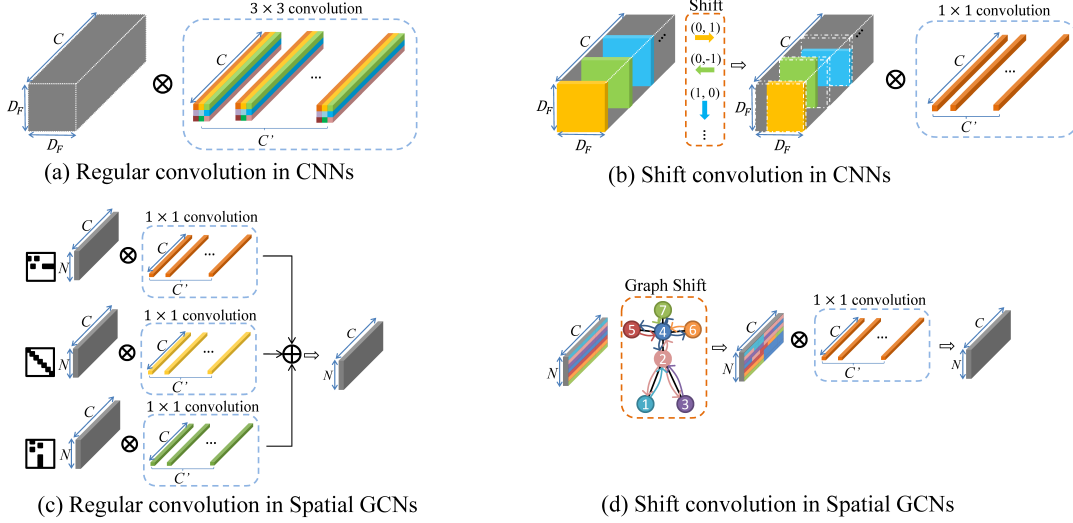 3 × 3 convolution
C
D_F
D_F
⊗
...
C'
(a) Regular convolution in CNNs
Shift
(0, 1)
(0,-1)
(1, 0)
⋮
C
...
D_F
D_F
⇨
C
...
D_F
D_F
⊗
1 × 1 convolution
C
...
C'
(b) Shift convolution in CNNs
C
N
⊗
1 × 1 convolution
C
...
C'
C
N
⊗
1 × 1 convolution
C
...
C'
⇨
C
N
C
N
⊗
1 × 1 convolution
C
...
C'
(c) Regular convolution in Spatial GCNs
C
N
Graph Shift
7
5 4 6
2
1 3
⇨
C
N
⊗
1 × 1 convolution
C
...
C'
⇨
C
N
(d) Shift convolution in Spatial GCNs